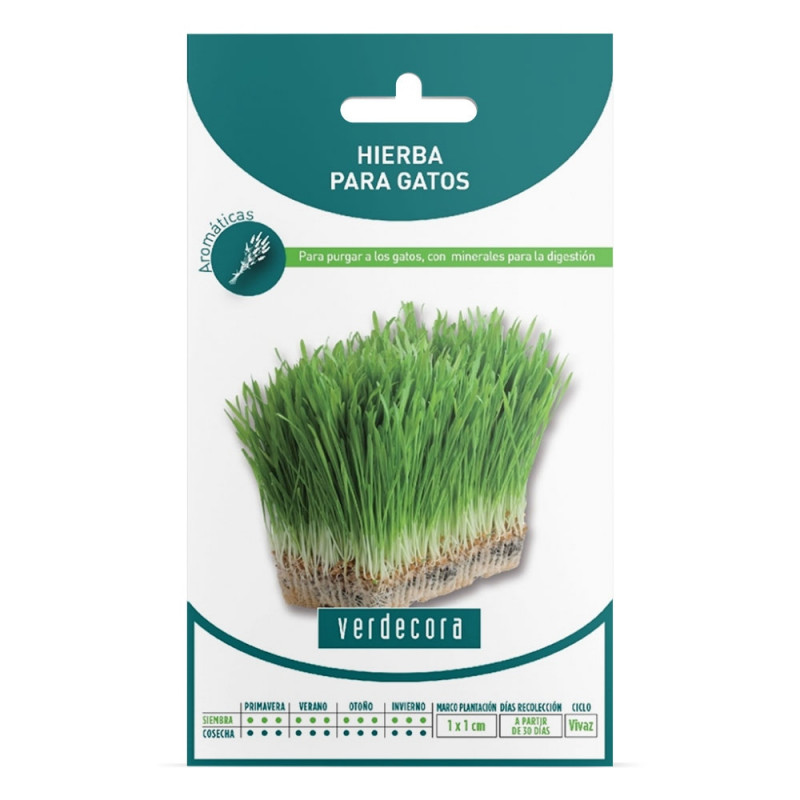 HIERBA
PARA GATOS
Aromáticas
Para purgar a los gatos, con minerales para la digestión
verdecora
PRIMAVERA VERANO OTOÑO INVIERNO MARCO PLANTACIÓN DÍAS RECOLECCIÓN CICLO
SIEMBRA
COSECHA
1 x 1 cm
A PARTIR
DE 30 DÍAS
Vivaz